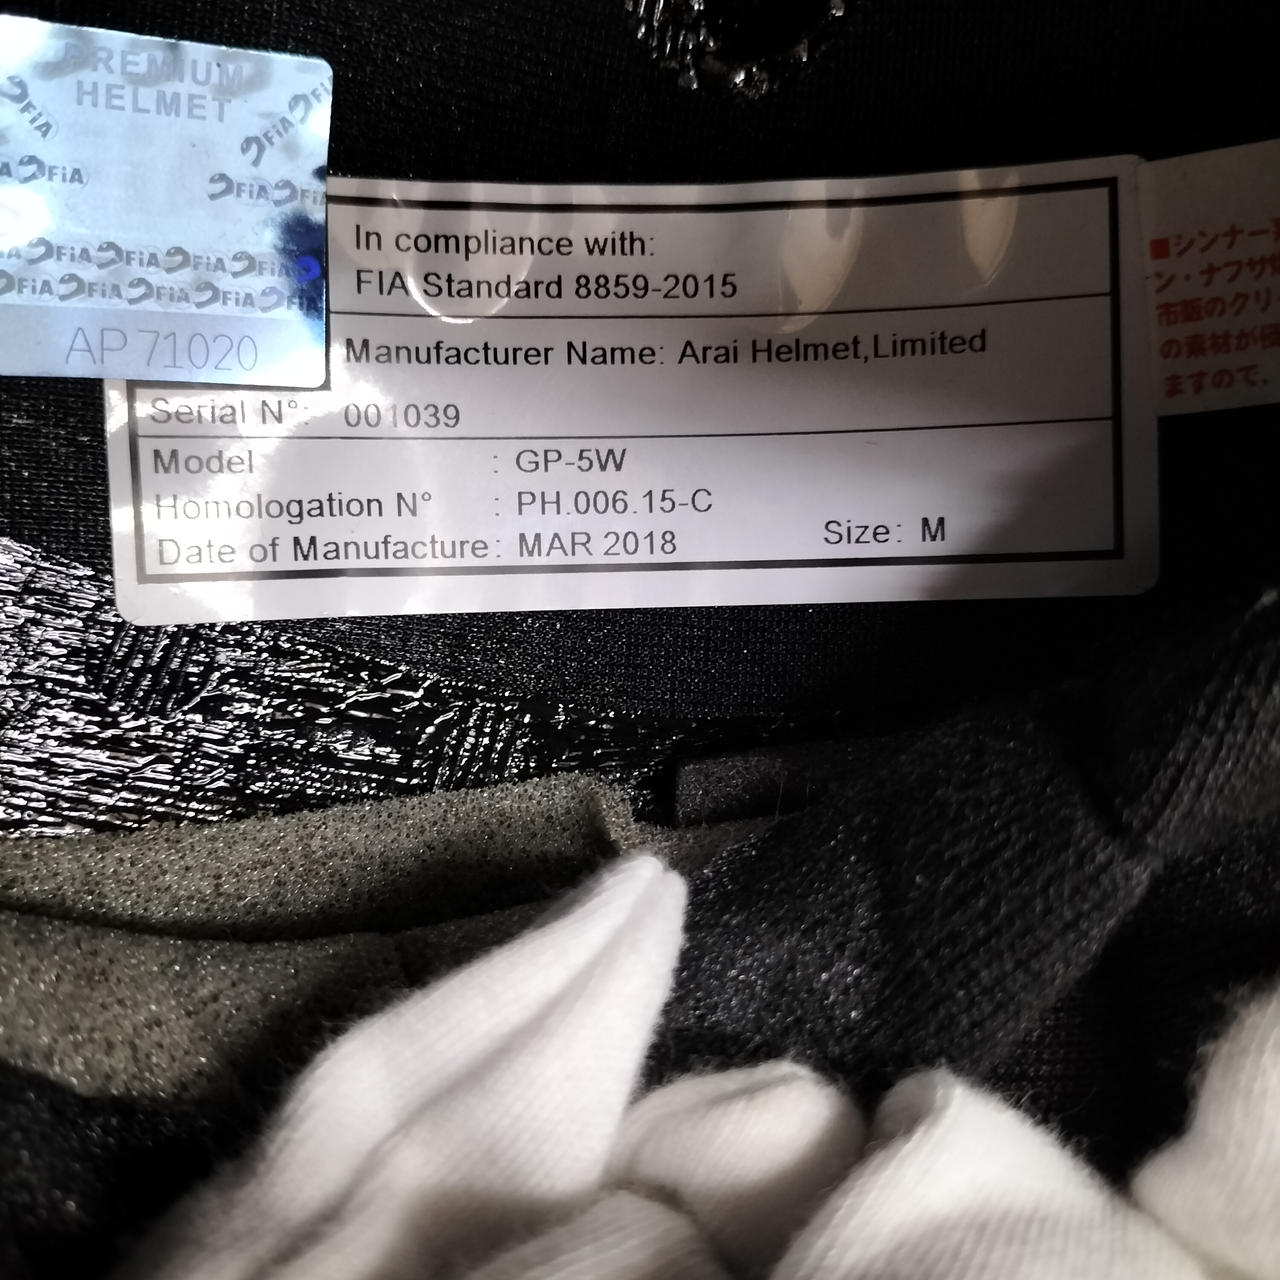 PREMIUM
HELMET
FiA
FiA
A FiA
FiA FiA
FiA FiA FiA FiA
FiA FiA FiA FiA FiA
AP 71020
In compliance with:
FIA Standard 8859-2015
Manufacturer Name: Arai Helmet,Limited
Serial N°: 001039
Model : GP-5W
Homologation N° : PH.006.15-C
Date of Manufacture: MAR 2018 Size: M
■シンナー
ン・ナフサ
市販のクリ
の素材が
ますので、